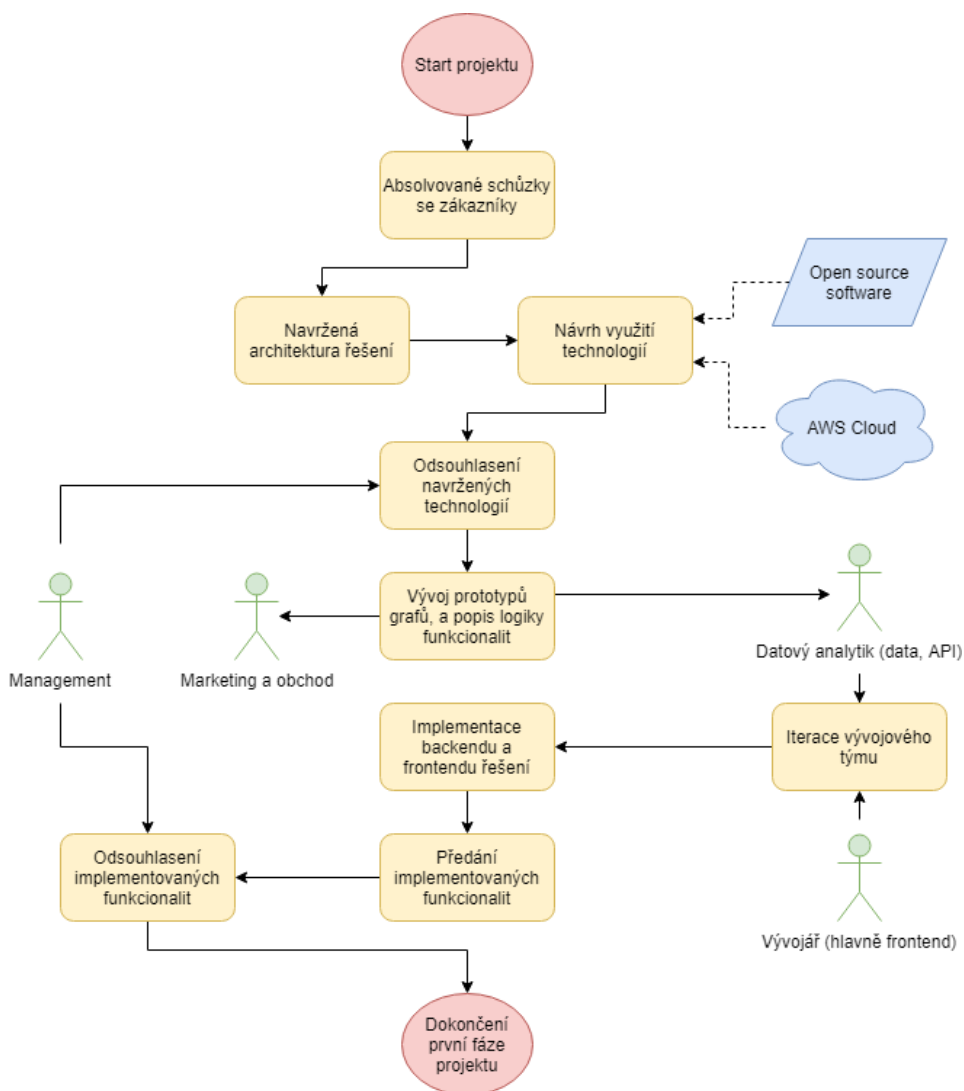 Start projektu
Absolvované schůzky
se zákazníky
Open source
software
Navržená
architektura řešení
Návrh využití
technologií
AWS Cloud
Odsouhlasení
navržených
technologií
Vývoj prototypů
grafů, a popis logiky
funkcionalit
Management
Marketing a obchod
Datový analytik (data, API)
Implementace
backendu a
frontendu řešení
Iterace vývojového
týmu
Odsouhlasení
implementovaných
funkcionalit
Předání
implementovaných
funkcionalit
Vývojář (hlavně frontend)
Dokončení
první fáze
projektu